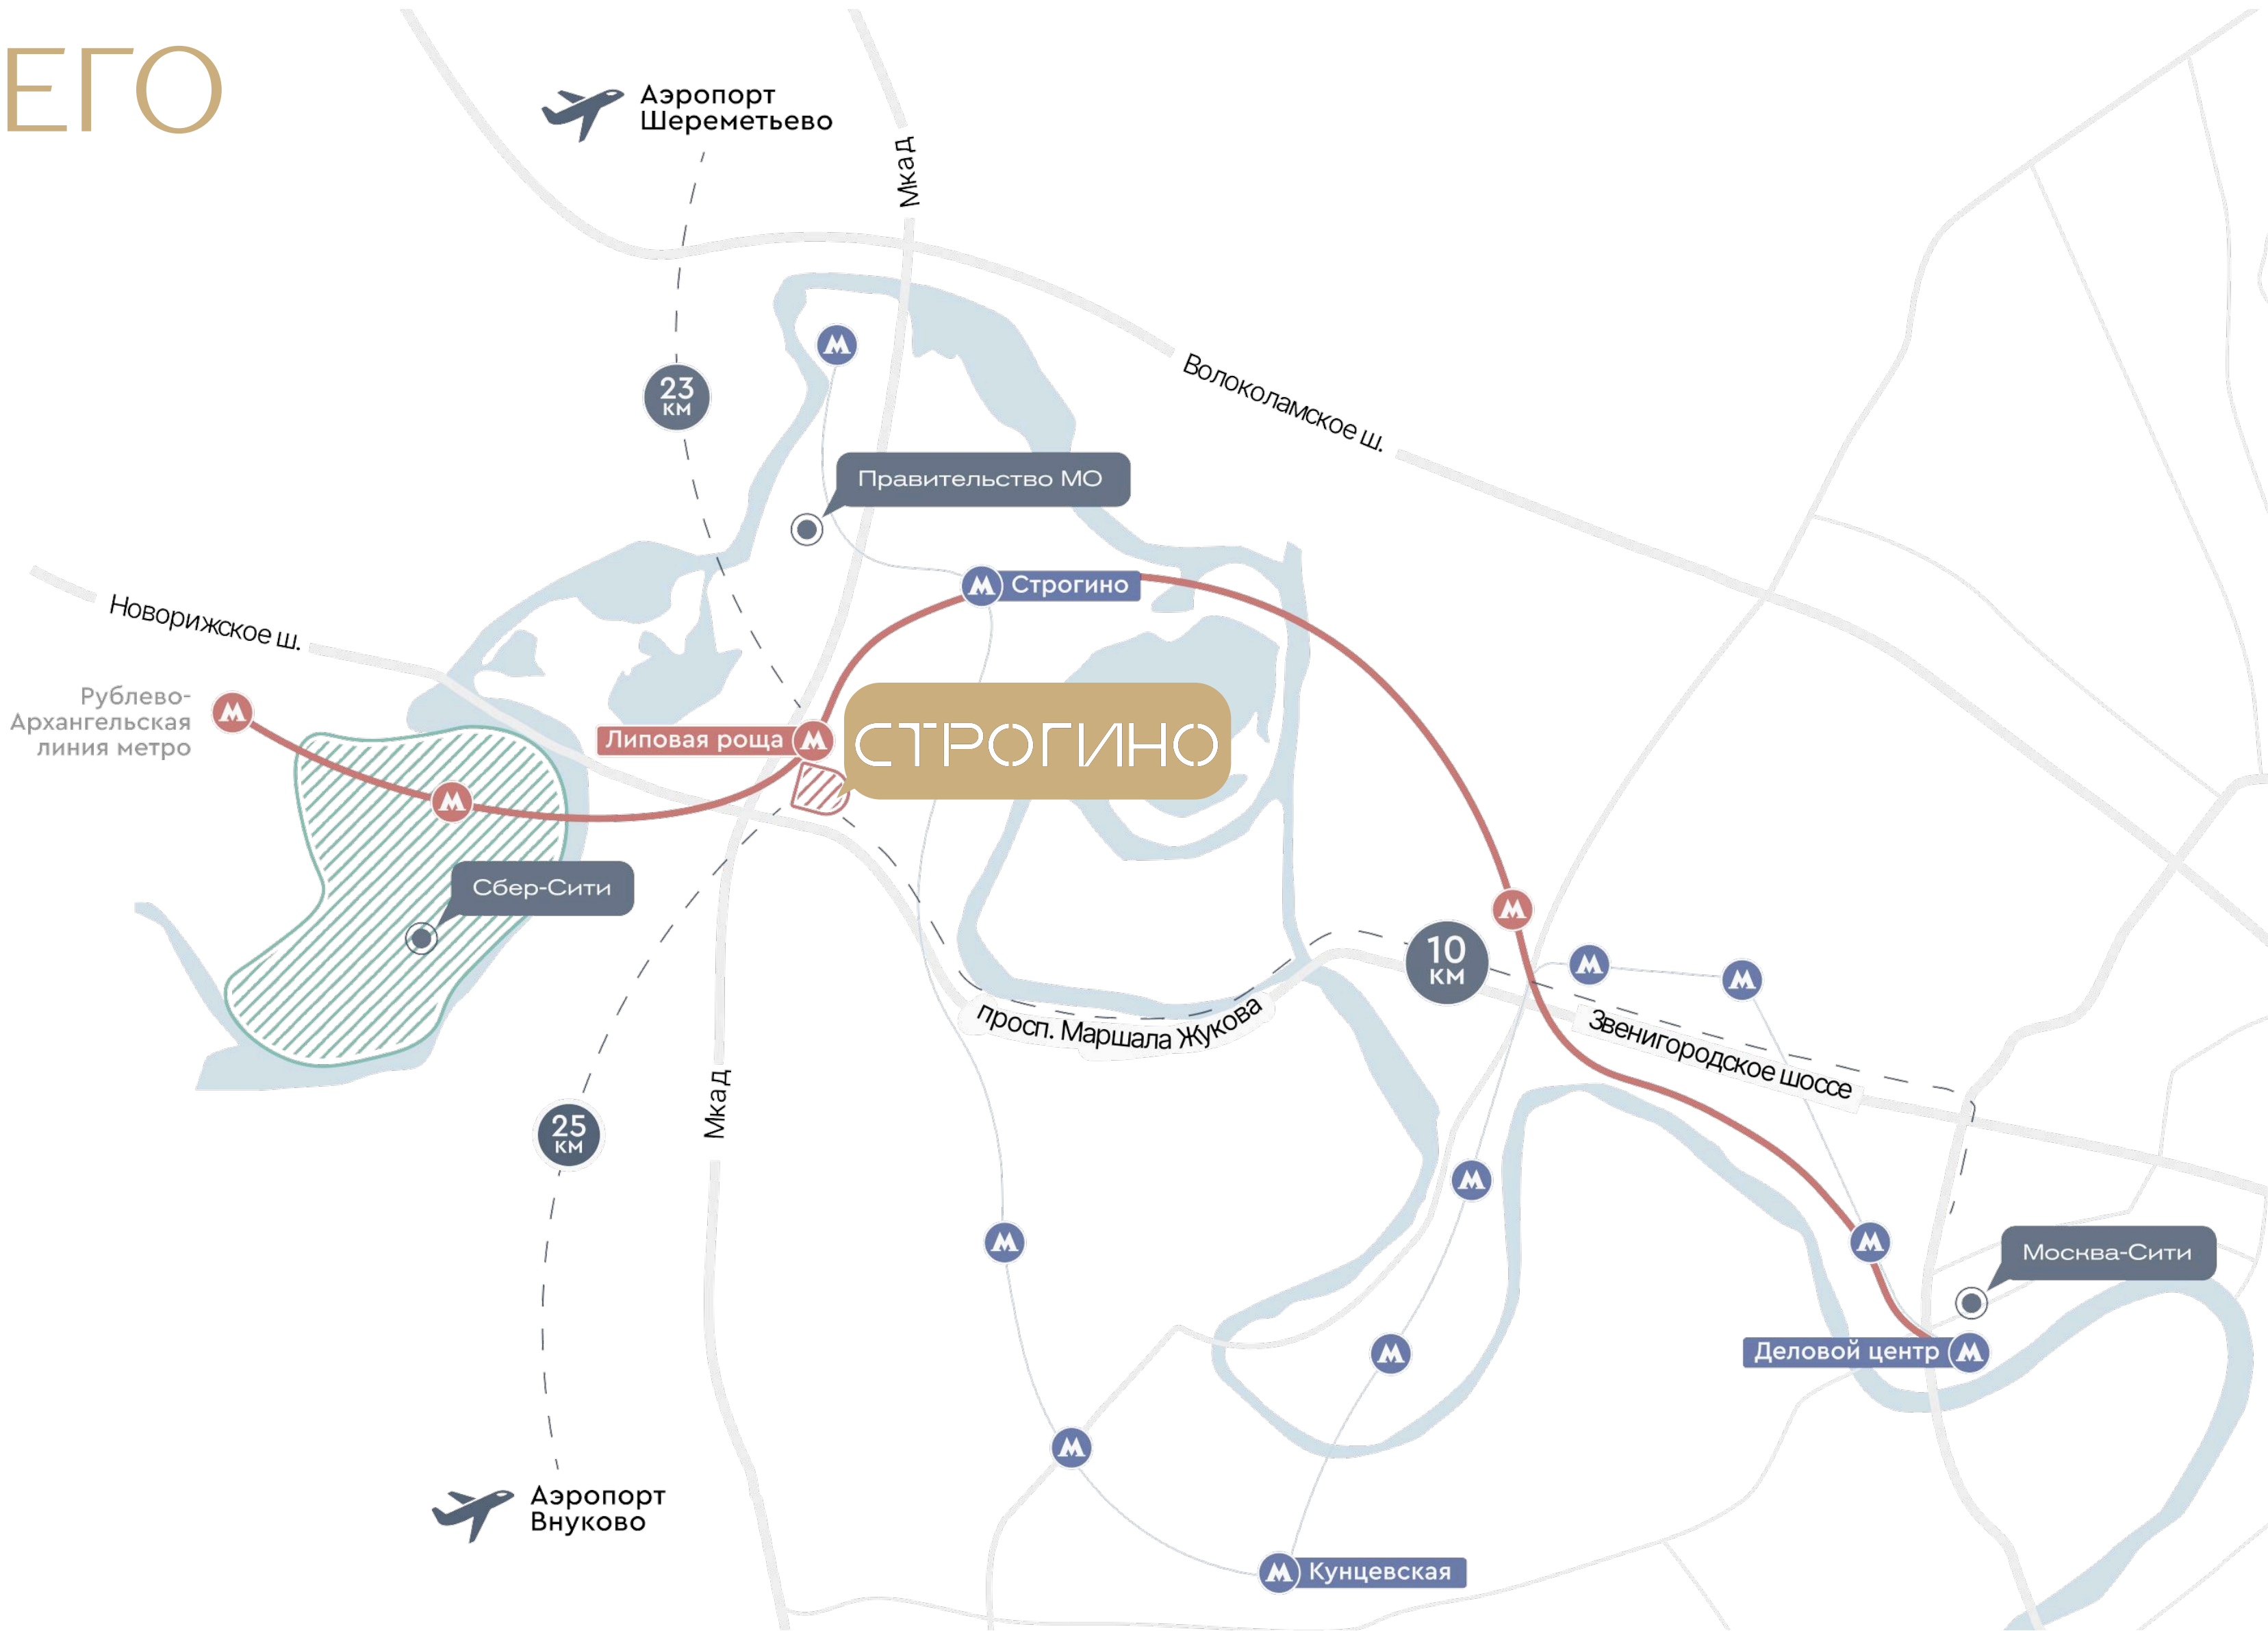 ЕГО
Аэропорт
Шереметьево
Мкад
23
КМ
Волоколамское ш.
Правительство МО
Строгино
Новорижское ш.
Рублево-
Архангельская
линия метро
Липовая роща
СТРОГИНО
Сбер-Сити
10
КМ
просп. Маршала Жукова
Звенигородское шоссе
Мкад
25
КМ
Москва-Сити
Деловой центр
Аэропорт
Внуково
Кунцевская